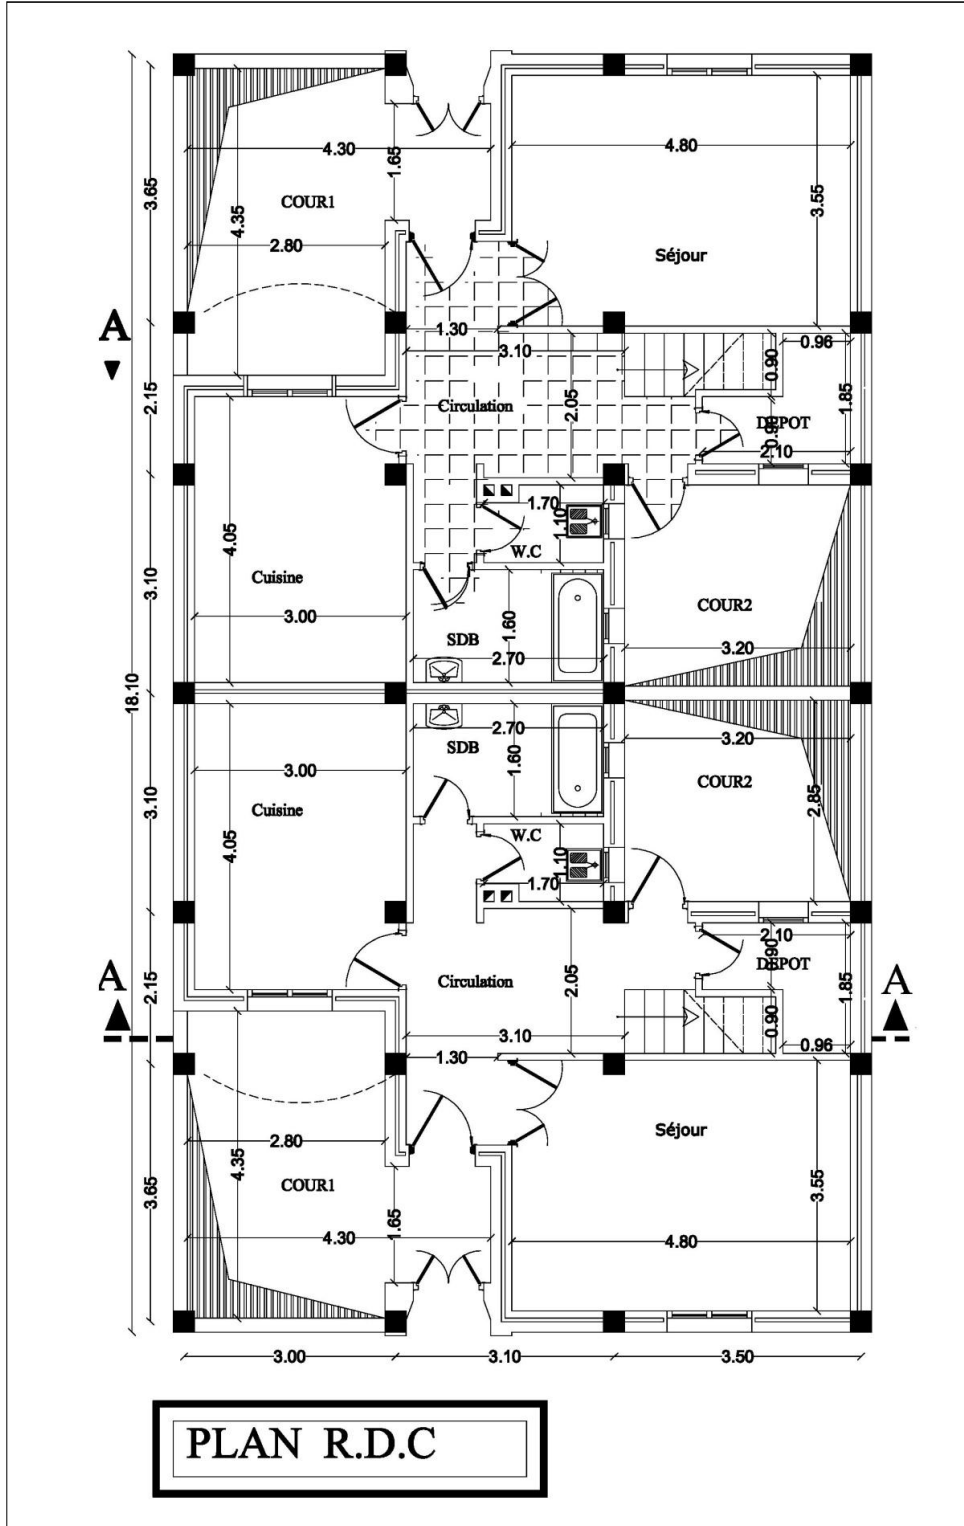 4.30
1.65
4.80
3.65
COUR1
4.35
3.55
2.80
Séjour
A
1.30
0.96
3.10
0.90
2.15
Circulation
2.05
1.85
DEPOT
0.90
2.10
1.70
1.10
W.C
4.05
Cuisine
3.10
COUR2
3.00
SDB
1.60
3.20
2.70
18.10
2.70
3.20
SDB
1.60
3.00
COUR2
Cuisine
3.10
2.85
4.05
W.C
1.10
1.70
2.10
0.90
DEPOT
A
Circulation
2.15
2.05
1.85
A
0.90
3.10
0.96
1.30
Séjour
2.80
4.35
COUR1
3.65
3.55
1.65
4.30
4.80
3.00
3.10
3.50
PLAN R.D.C